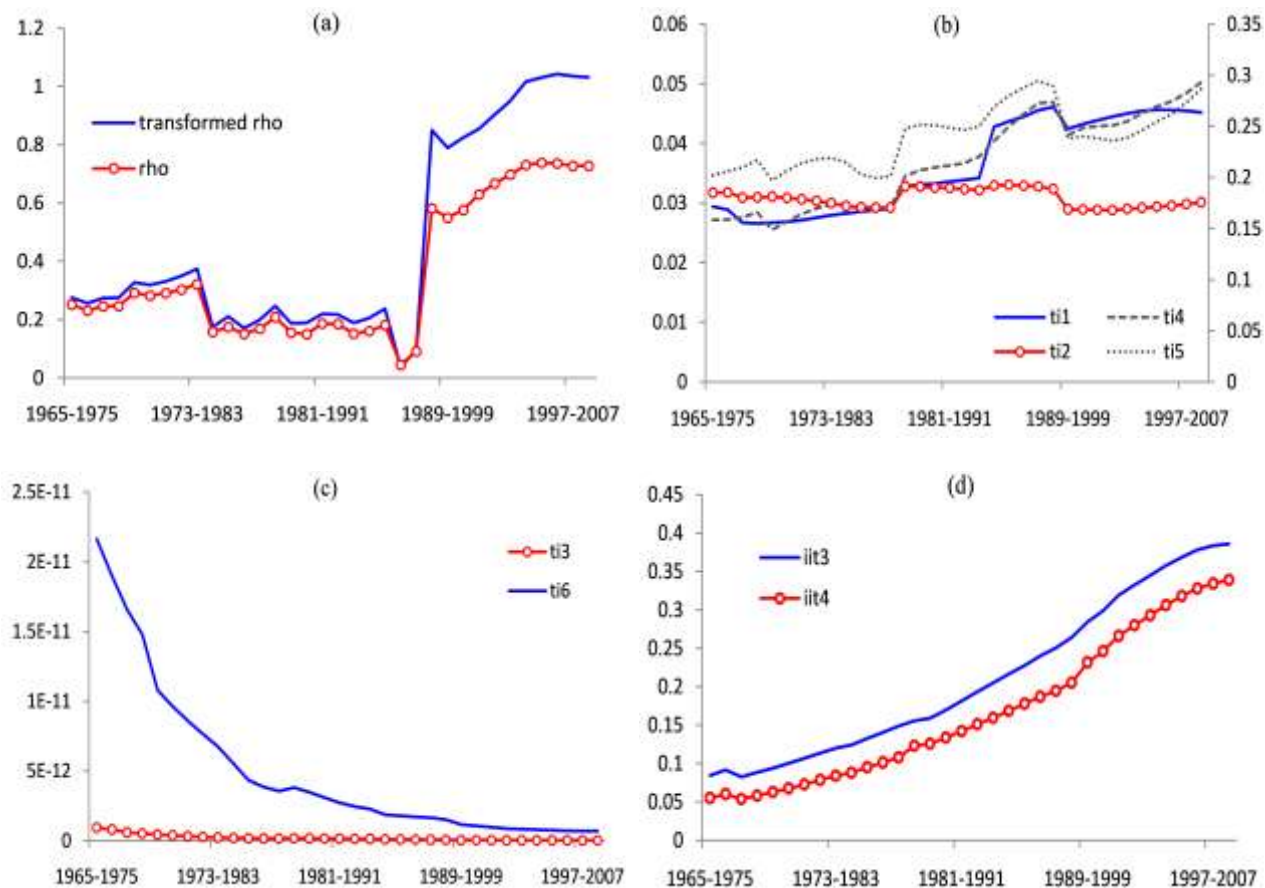 (a)
1.2
1
0.8
0.6
0.4
0.2
0
transformed rho
rho
1965-1975 1973-1983 1981-1991 1989-1999 1997-2007
(b)
0.06
0.05
0.04
0.03
0.02
0.01
0
0.35
0.3
0.25
0.2
0.15
0.1
0.05
0
ti1 ti4
ti2 ti5
1965-1975 1973-1983 1981-1991 1989-1999 1997-2007
(c)
2.5E-11
2E-11
1.5E-11
1E-11
5E-12
0
ti3
ti6
1965-1975 1973-1983 1981-1991 1989-1999 1997-2007
(d)
0.45
0.4
0.35
0.3
0.25
0.2
0.15
0.1
0.05
0
iit3
iit4
1965-1975 1973-1983 1981-1991 1989-1999 1997-2007